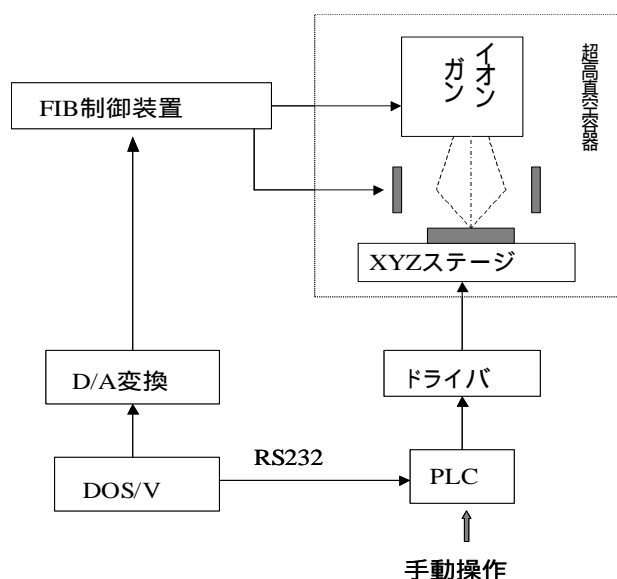 イオン
ガン
超高真空容器
FIB制御装置
XYZステージ
D/A変換
ドライバ
RS232
DOS/V
PLC
手動操作